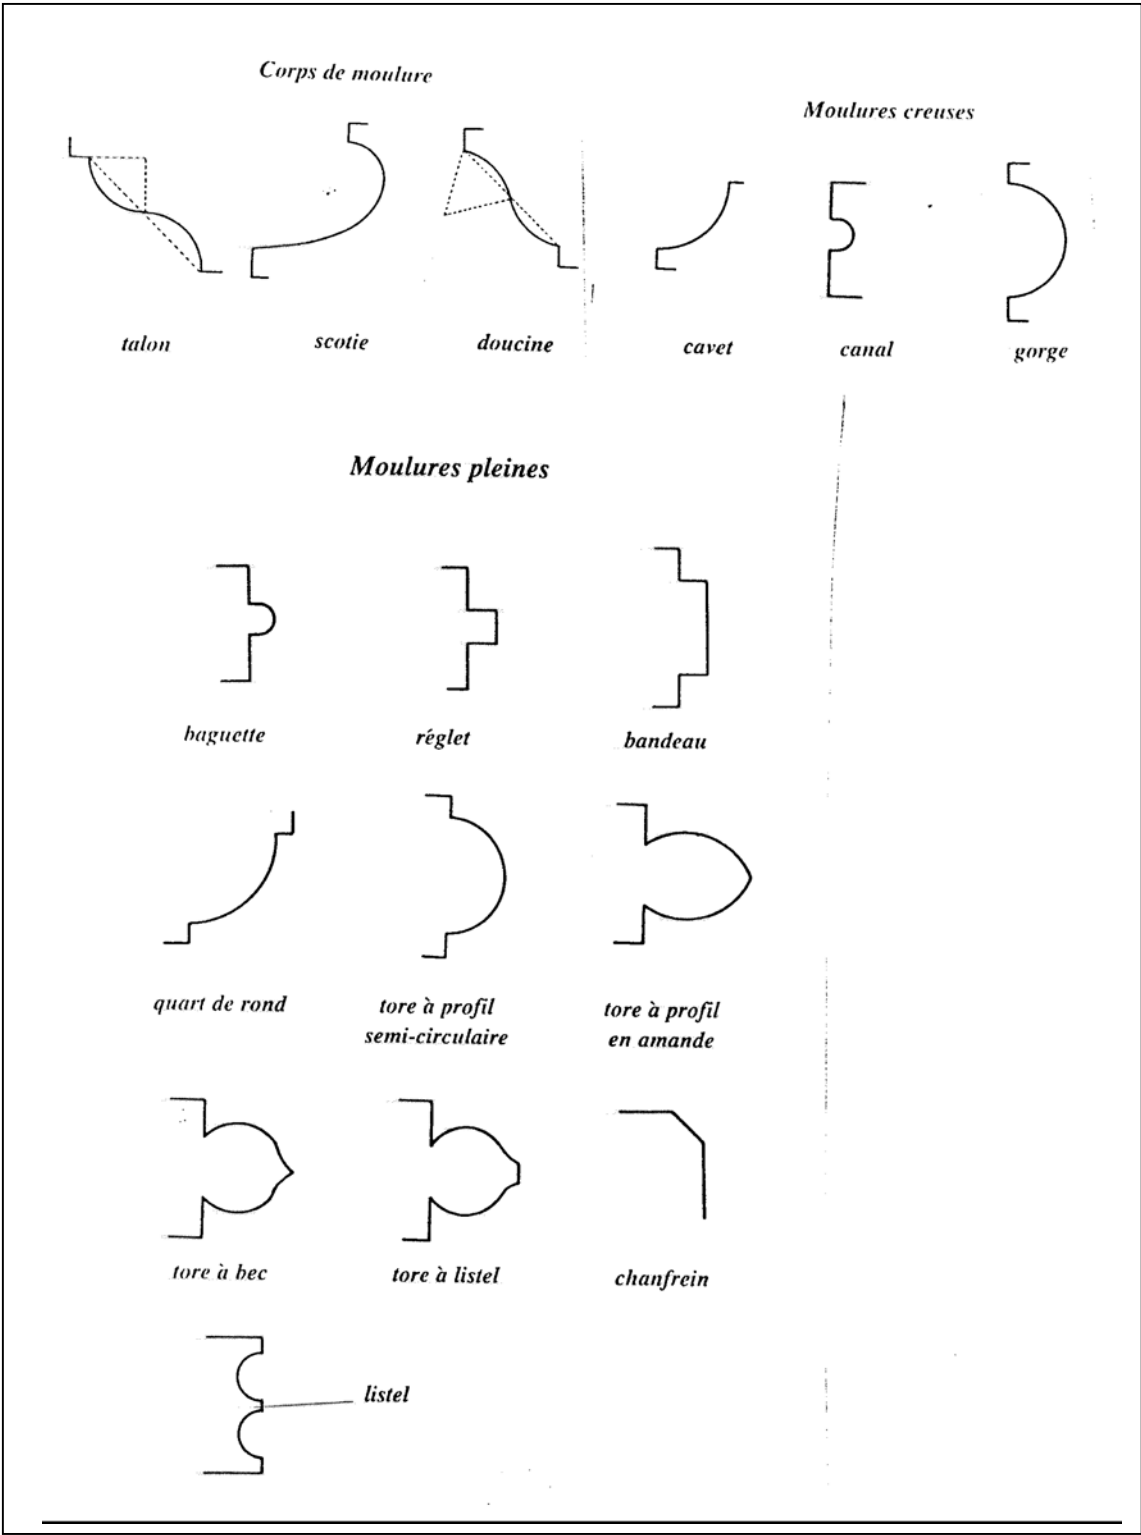 Corps de moulure
Moulures creuses
talon
scotie
doucine
cavet
canal
gorge
Moulures pleines
baguette
réglet
bandeau
quart de rond
tore à profil
semi-circulaire
tore à profil
en amande
tore à bec
tore à listel
chanfrein
listel